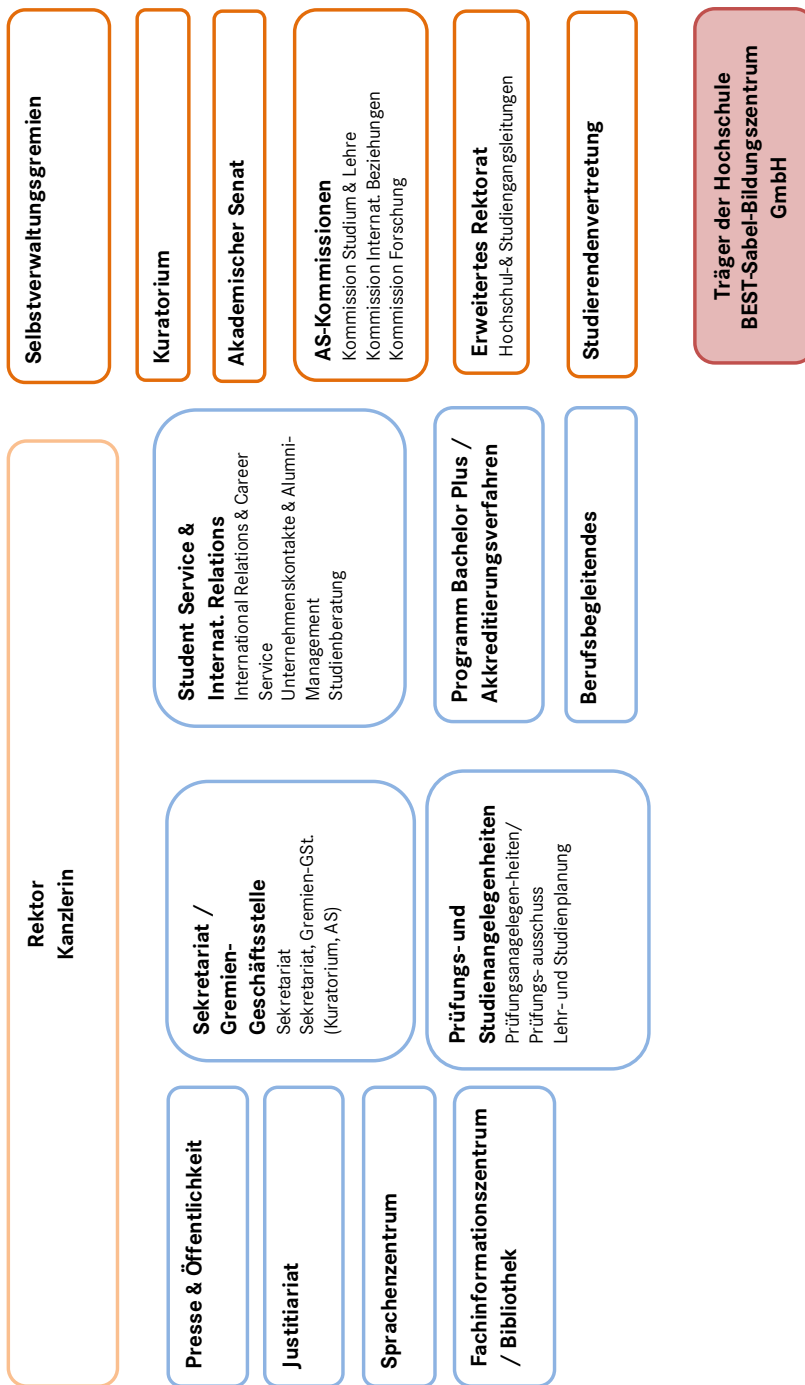 Rektor
Kanzlerin
Presse & Öffentlichkeit
Justitiariat
Sprachenzentrum
Fachinformationszentrum
/ Bibliothek
Sekretariat /
Gremien-
Geschäftsstelle
Sekretariat
Sekretariat, Gremien-GSt.
(Kuratorium, AS)
Prüfungs- und
Studienangelegenheiten
Prüfungsanagelegen-heiten/
Prüfungs- ausschuss
Lehr- und Studienplanung
Student Service &
Internat. Relations
International Relations & Career
Service
Unternehmenskontakte & Alumni-
Management
Studienberatung
Programm Bachelor Plus /
Akkreditierungsverfahren
Berufsbegleitendes
Selbstverwaltungsgremien
Kuratorium
Akademischer Senat
AS-Kommissionen
Kommission Studium & Lehre
Kommission Internat. Beziehungen
Kommission Forschung
Erweitertes Rektorat
Hochschul-& Studiengangsleitungen
Studierendenvertretung
Träger der Hochschule
BEST-Sabel-Bildungszentrum
GmbH